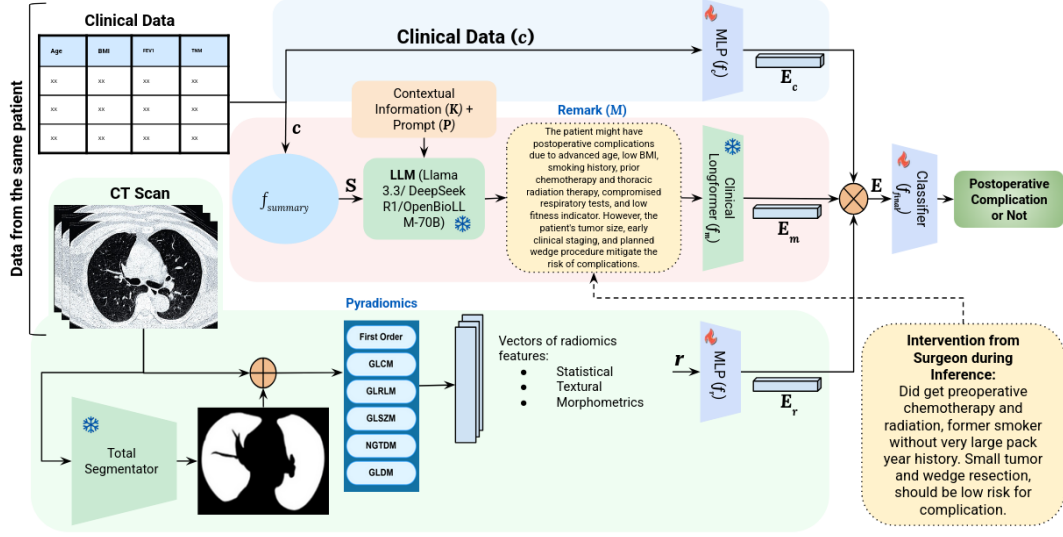 Data from the same patient
Clinical Data
Age BMI FEV1 TNM
xx xx xx xx
xx xx xx xx
xx xx xx xx
Clinical Data (c)
MLP (f_c)
E_c
c
f_summary
S
Contextual
Information (K) +
Prompt (P)
LLM (Llama
3.3/ DeepSeek
R1/OpenBioLL
M-70B)
Remark (M)
The patient might have
postoperative complications
due to advanced age, low BMI,
smoking history, prior
chemotherapy and thoracic
radiation therapy, compromised
respiratory tests, and low
fitness indicator. However, the
patient's tumor size, early
clinical staging, and planned
wedge procedure mitigate the
risk of complications.
Clinical
Longformer (f_m)
E_m
E
Classifier
(f_final)
Postoperative
Complication
or Not
CT Scan
Total
Segmentator
Pyradiomics
First Order
GLCM
GLRLM
GLSZM
NGTDM
GLDM
Vectors of radiomics
features:
● Statistical
● Textural
● Morphometrics
r
MLP (f_r)
E_r
Intervention from
Surgeon during
Inference:
Did get preoperative
chemotherapy and
radiation, former smoker
without very large pack
year history. Small tumor
and wedge resection,
should be low risk for
complication.